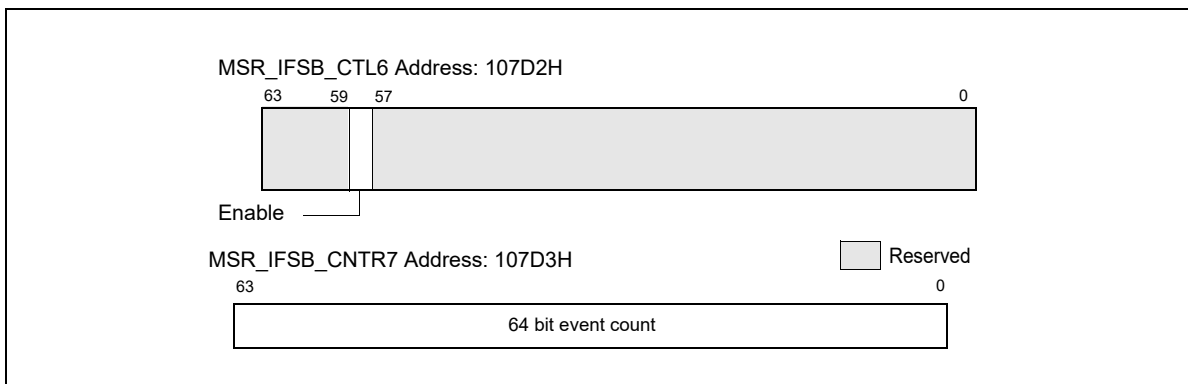 MSR_IFSB_CTL6 Address: 107D2H
63 59 57 0
Enable
MSR_IFSB_CNTR7 Address: 107D3H
Reserved
63 0
64 bit event count